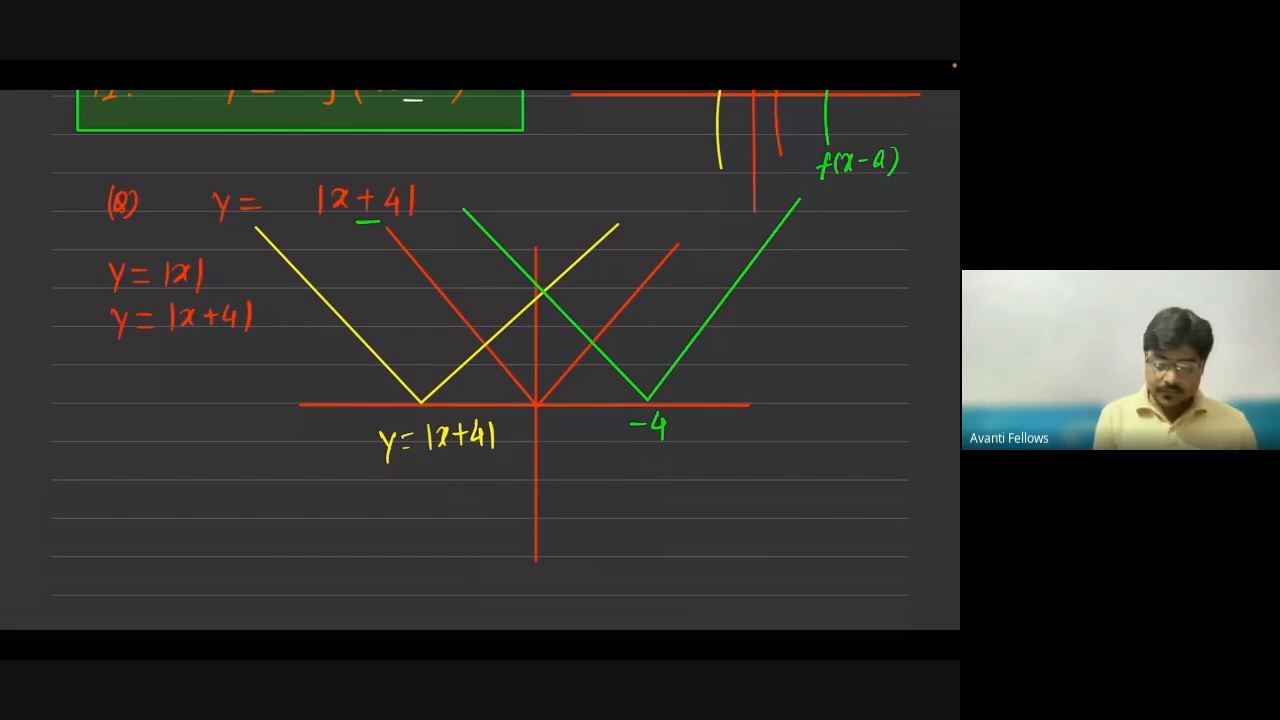 f(x-a)
(Q) y = |x+4|
y = |x|
y = |x+4|
y = |x+4|
-4
Avanti Fellows